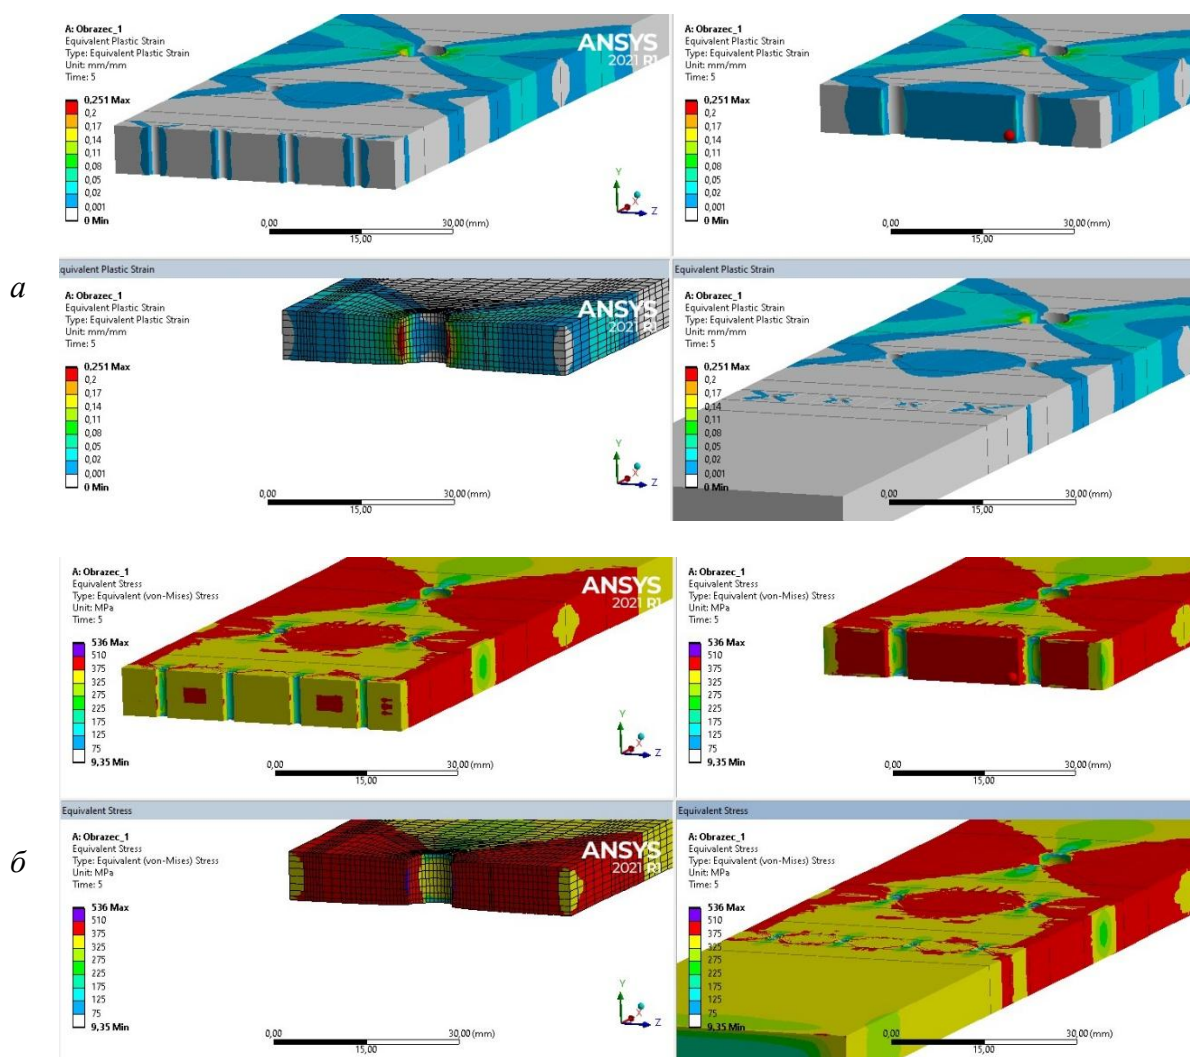 A: Obrazec_1
Equivalent Plastic Strain
Type: Equivalent Plastic Strain
Unit: mm/mm
Time: 5
0,251 Max
0,2
0,17
0,14
0,11
0,08
0,05
0,02
0,001
0 Min
ANSYS
2021 R1
Y
X
Z
0,00
30,00 (mm)
15,00
A: Obrazec_1
Equivalent Plastic Strain
Type: Equivalent Plastic Strain
Unit: mm/mm
Time: 5
0,251 Max
0,2
0,17
0,14
0,11
0,08
0,05
0,02
0,001
0 Min
0,00
30,00 (mm)
15,00
а
quivalent Plastic Strain
A: Obrazec_1
Equivalent Plastic Strain
Type: Equivalent Plastic Strain
Unit: mm/mm
Time: 5
0,251 Max
0,2
0,17
0,14
0,11
0,08
0,05
0,02
0,001
0 Min
ANSYS
2021 R1
Y
X
Z
0,00
30,00 (mm)
15,00
Equivalent Plastic Strain
A: Obrazec_1
Equivalent Plastic Strain
Type: Equivalent Plastic Strain
Unit: mm/mm
Time: 5
0,251 Max
0,2
0,17
0,14
0,11
0,08
0,05
0,02
0,001
0 Min
0,00
30,00 (mm)
15,00
A: Obrazec_1
Equivalent Stress
Type: Equivalent (von-Mises) Stress
Unit: MPa
Time: 5
536 Max
510
375
325
275
225
175
125
75
9,35 Min
ANSYS
2021 R1
Y
X
Z
0,00
30,00 (mm)
15,00
A: Obrazec_1
Equivalent Stress
Type: Equivalent (von-Mises) Stress
Unit: MPa
Time: 5
536 Max
510
375
325
275
225
175
125
75
9,35 Min
0,00
30,00 (mm)
15,00
б
Equivalent Stress
A: Obrazec_1
Equivalent Stress
Type: Equivalent (von-Mises) Stress
Unit: MPa
Time: 5
536 Max
510
375
325
275
225
175
125
75
9,35 Min
ANSYS
2021 R1
Y
X
Z
0,00
30,00 (mm)
15,00
Equivalent Stress
A: Obrazec_1
Equivalent Stress
Type: Equivalent (von-Mises) Stress
Unit: MPa
Time: 5
536 Max
510
375
325
275
225
175
125
75
9,35 Min
0,00
30,00 (mm)
15,00